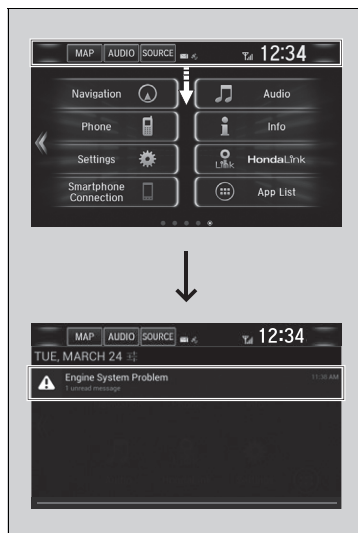 MAP AUDIO SOURCE 12:34
Navigation
Audio
Phone
Info
Settings
Link HondaLink
Smartphone
Connection
App List
MAP AUDIO SOURCE 12:34
TUE, MARCH 24
Engine System Problem 11:30 AM
1 unread message